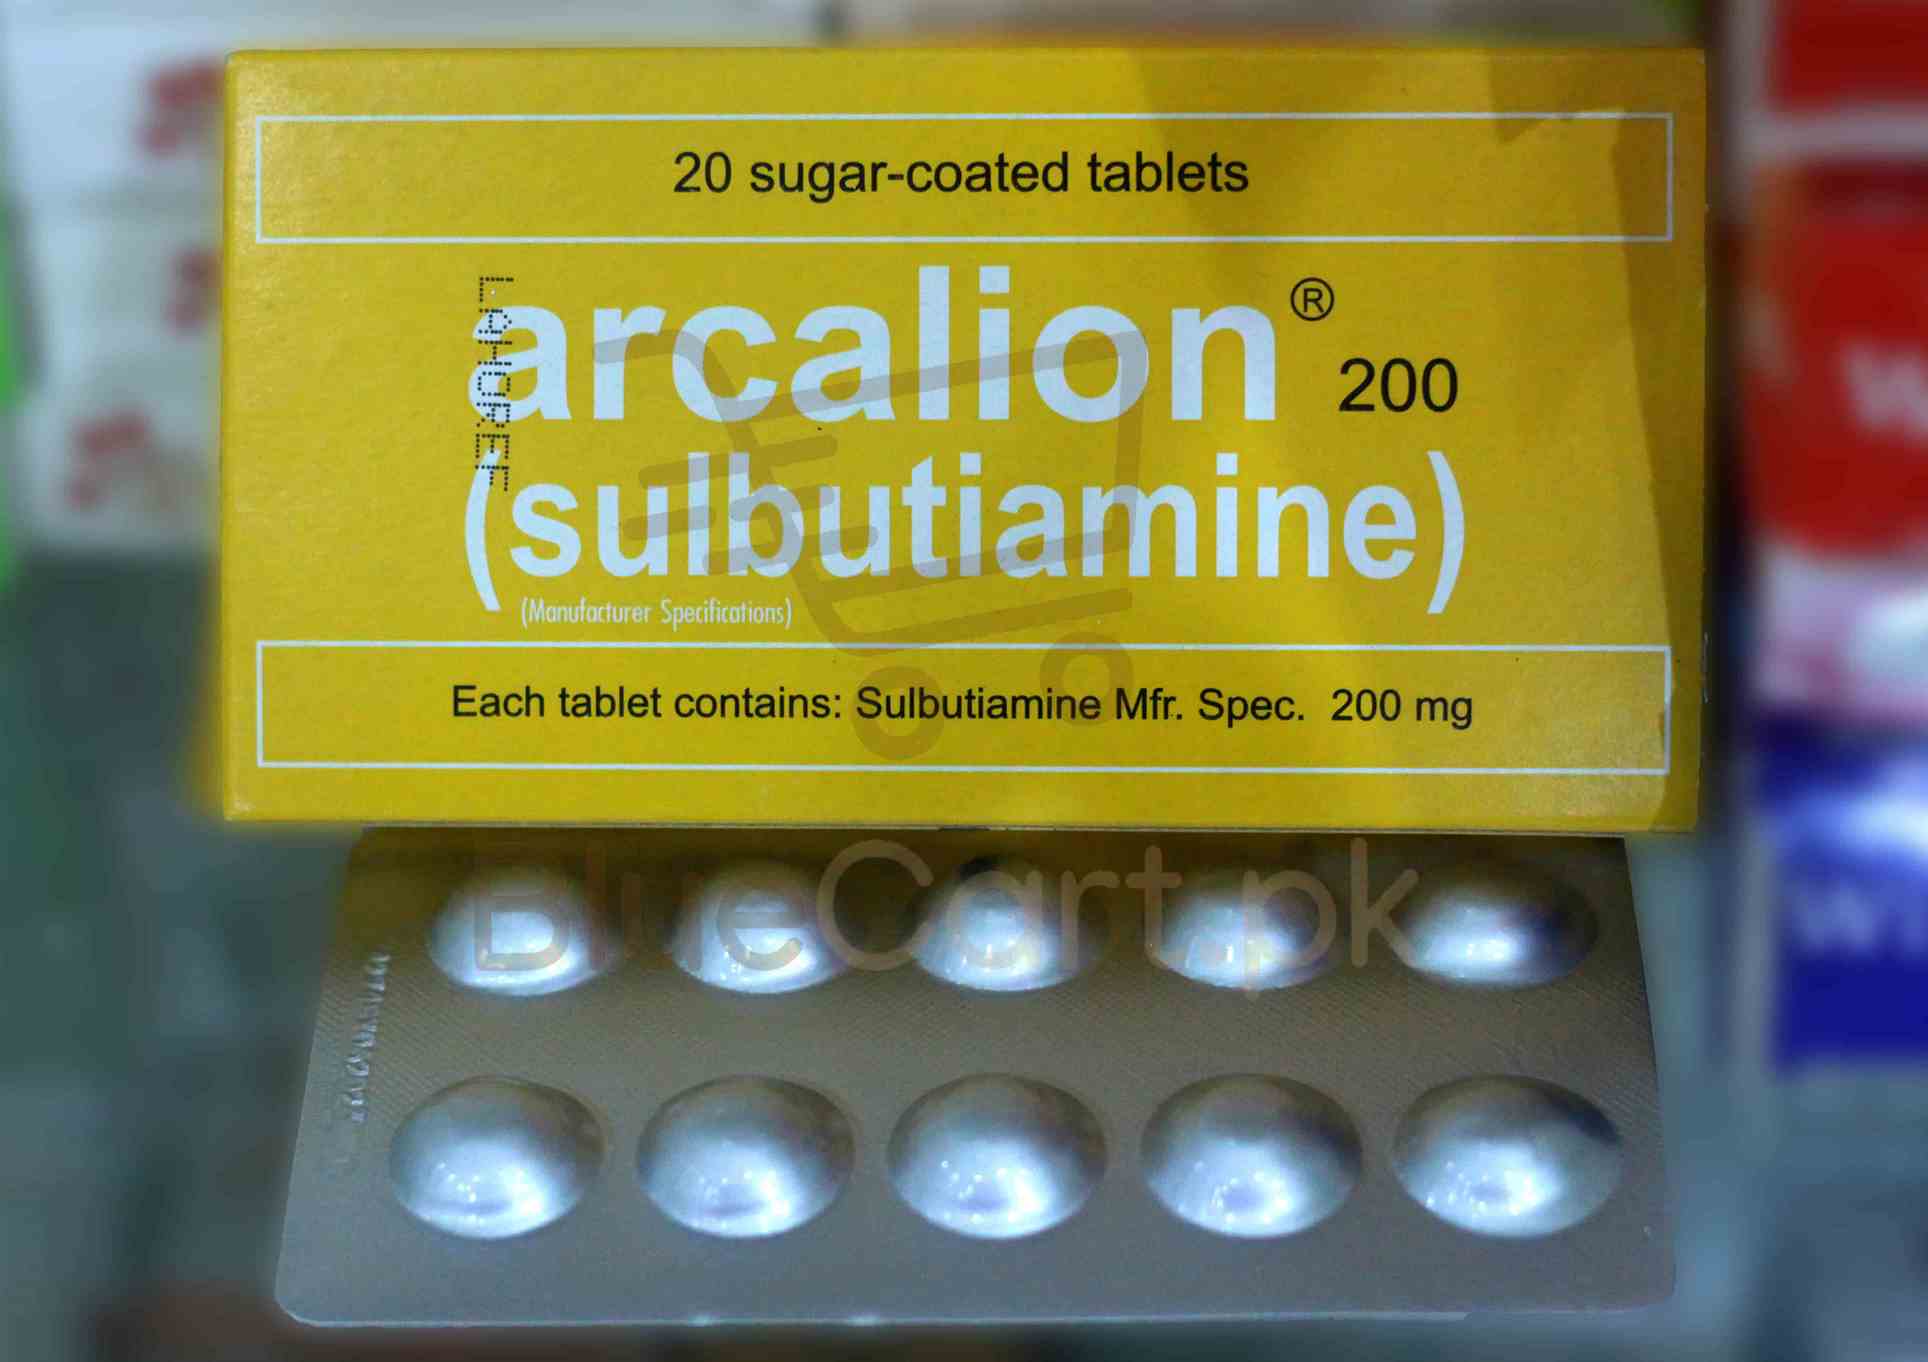 20 sugar-coated tablets
arcalion® 200
(sulbutiamine)
(Manufacturer Specifications)
Each tablet contains: Sulbutiamine Mfr. Spec. 200 mg
BlueCart.pk